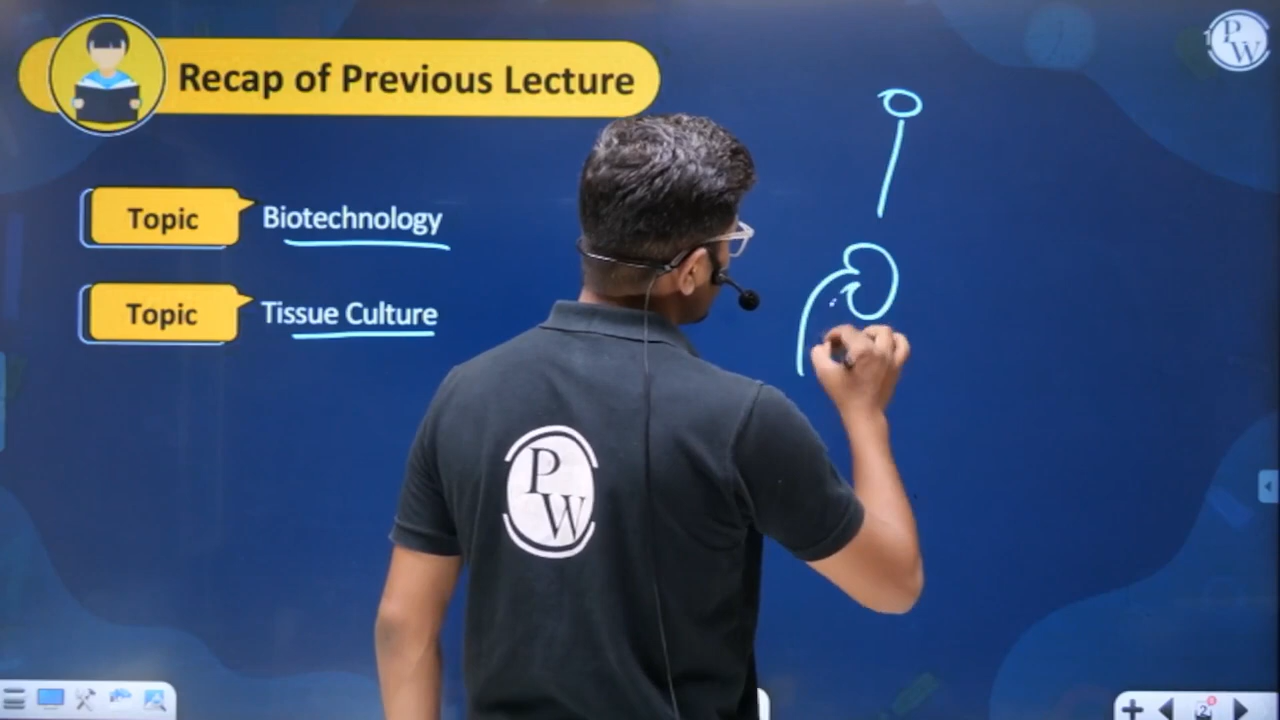 Recap of Previous Lecture
PW
Topic Biotechnology
Topic Tissue Culture
PW